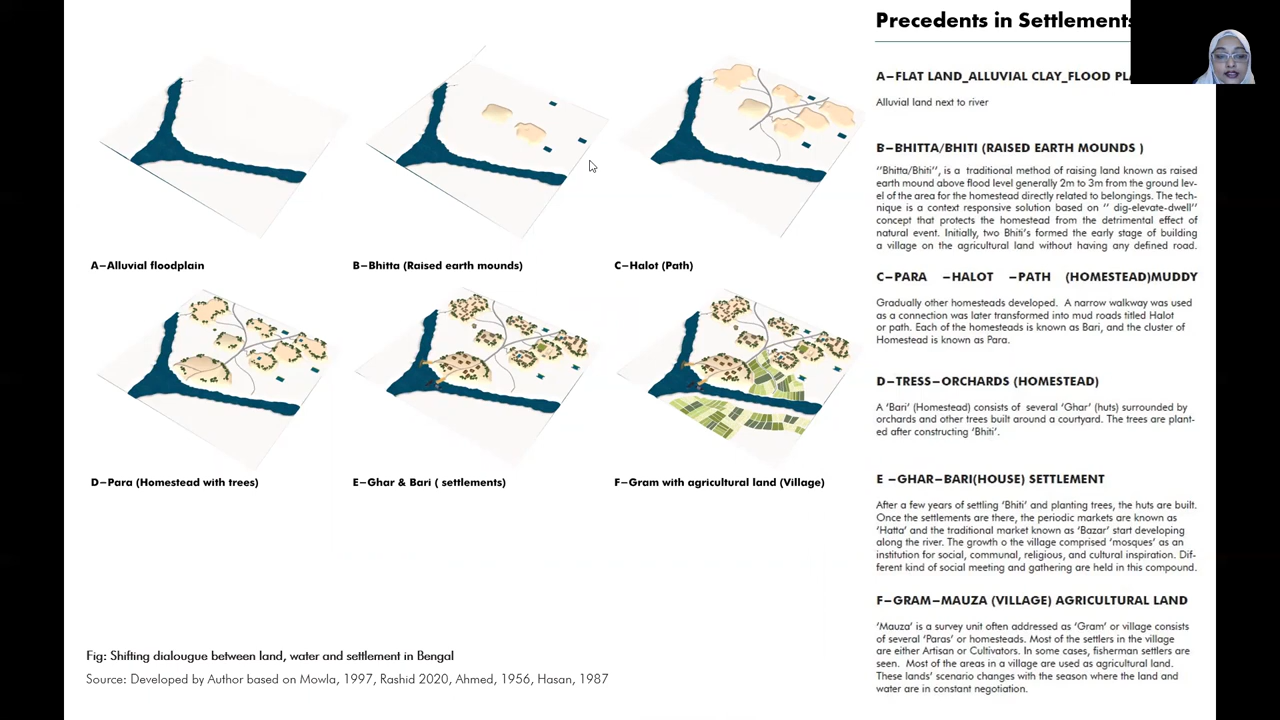 Precedents in Settlements
A–FLAT LAND_ALLUVIAL CLAY_FLOOD
Alluvial land next to river
B–BHITTA/BHITI (RAISED EARTH MOUNDS )
‘‘Bhitta/Bhiti’’, is a traditional method of raising land known as raised
earth mound above flood level generally 2m to 3m from the ground lev-
el of the area for the homestead directly related to belongings. The tech-
nique is a context responsive solution based on ‘‘ dig-elevate-dwell’’
concept that protects the homestead from the detrimental effect of
natural event. Initially, two Bhiti’s formed the early stage of building
a village on the agricultural land without having any defined road.
C–PARA –HALOT –PATH (HOMESTEAD)MUDDY
Gradually other homesteads developed. A narrow walkway was used
as a connection was later transformed into mud roads titled Halot
or path. Each of the homesteads is known as Bari, and the cluster of
Homestead is known as Para.
D–TRESS–ORCHARDS (HOMESTEAD)
A ‘Bari’ (Homestead) consists of several ‘Ghar’ (huts) surrounded by
orchards and other trees built around a courtyard. The trees are plant-
ed after constructing ‘Bhiti’.
E –GHAR–BARI(HOUSE) SETTLEMENT
After a few years of settling ‘Bhiti’ and planting trees, the huts are built.
Once the settlements are there, the periodic markets are known as
‘Hatta’ and the traditional market known as ‘Bazar’ start developing
along the river. The growth o the village comprised ‘mosques’ as an
institution for social, communal, religious, and cultural inspiration. Dif-
ferent kind of social meeting and gathering are held in this compound.
F–GRAM–MAUZA (VILLAGE) AGRICULTURAL LAND
‘Mauza’ is a survey unit often addressed as ‘Gram’ or village consists
of several ‘Paras’ or homesteads. Most of the settlers in the village
are either Artisan or Cultivators. In some cases, fisherman settlers are
seen. Most of the areas in a village are used as agricultural land.
These lands’ scenario changes with the season where the land and
water are in constant negotiation.
A–Alluvial floodplain
B–Bhitta (Raised earth mounds)
C–Halot (Path)
D–Para (Homestead with trees)
E–Ghar & Bari ( settlements)
F–Gram with agricultural land (Village)
Fig: Shifting dialougue between land, water and settlement in Bengal
Source: Developed by Author based on Mowla, 1997, Rashid 2020, Ahmed, 1956, Hasan, 1987